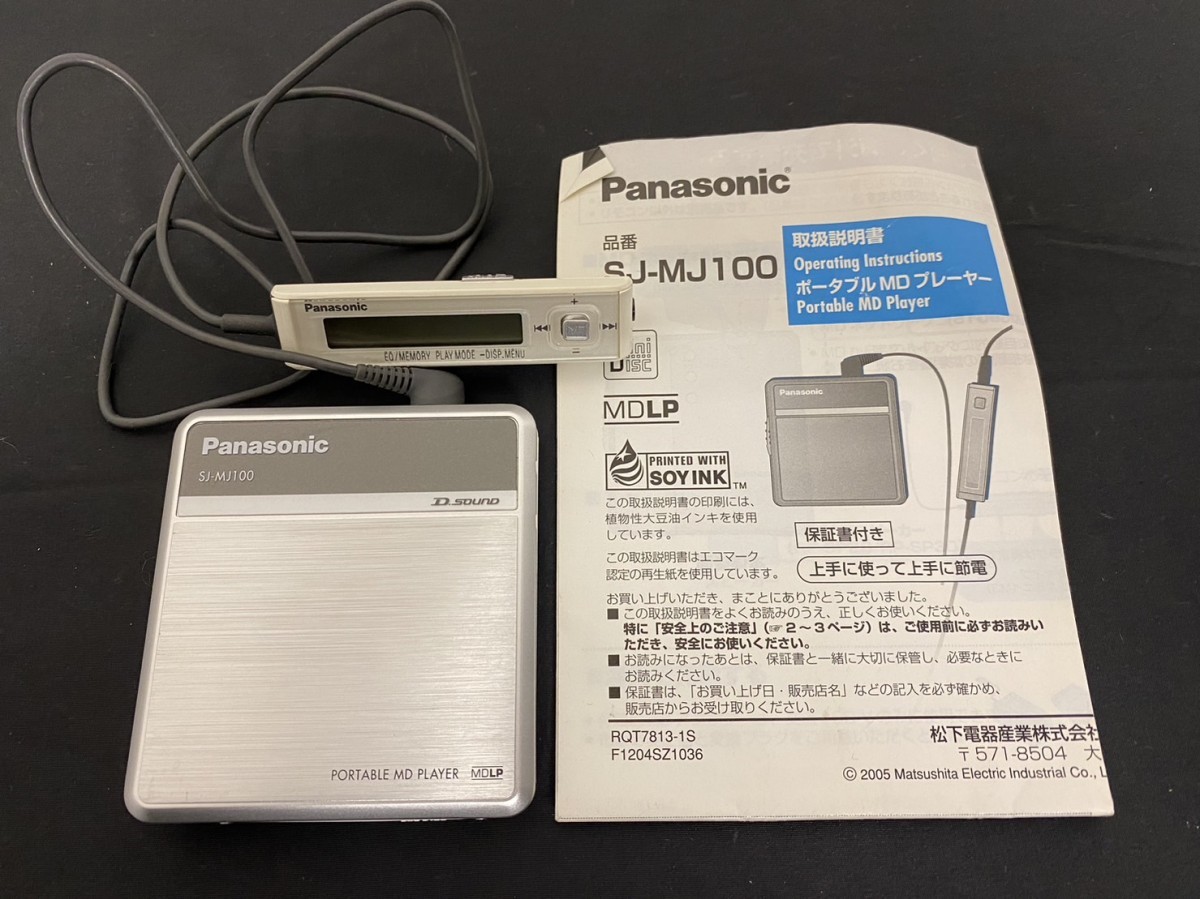 Panasonic
EQ/MEMORY PLAYMODE –DISP.MENU
Panasonic
SJ-MJ100
D.SOUND
PORTABLE MD PLAYER MDLP
Panasonic
品番
SJ-MJ100
取扱説明書
Operating Instructions
ポータブル MD プレーヤー
Portable MD Player
Disc
MDLP
Panasonic
PRINTED WITH
SOY INK™
この取扱説明書の印刷には、
植物性大豆油インキを使用
しています。
この取扱説明書はエコマーク
認定の再生紙を使用しています。
保証書付き
上手に使って上手に節電
お買い上げいただき、まことにありがとうございました。
■ この取扱説明書をよくお読みのうえ、正しくお使いください。
特に「安全上のご注意」(☞ 2〜3ページ)は、ご使用前に必ずお読みい
ただき、安全にお使いください。
■ お読みになったあとは、保証書と一緒に大切に保管し、必要なときに
お読みください。
■ 保証書は、「お買い上げ日・販売店名」などの記入を必ず確かめ、
販売店からお受け取りください。
RQT7813-1S
F1204SZ1036
松下電器産業株式会社
〒571-8504 大
© 2005 Matsushita Electric Industrial Co., L